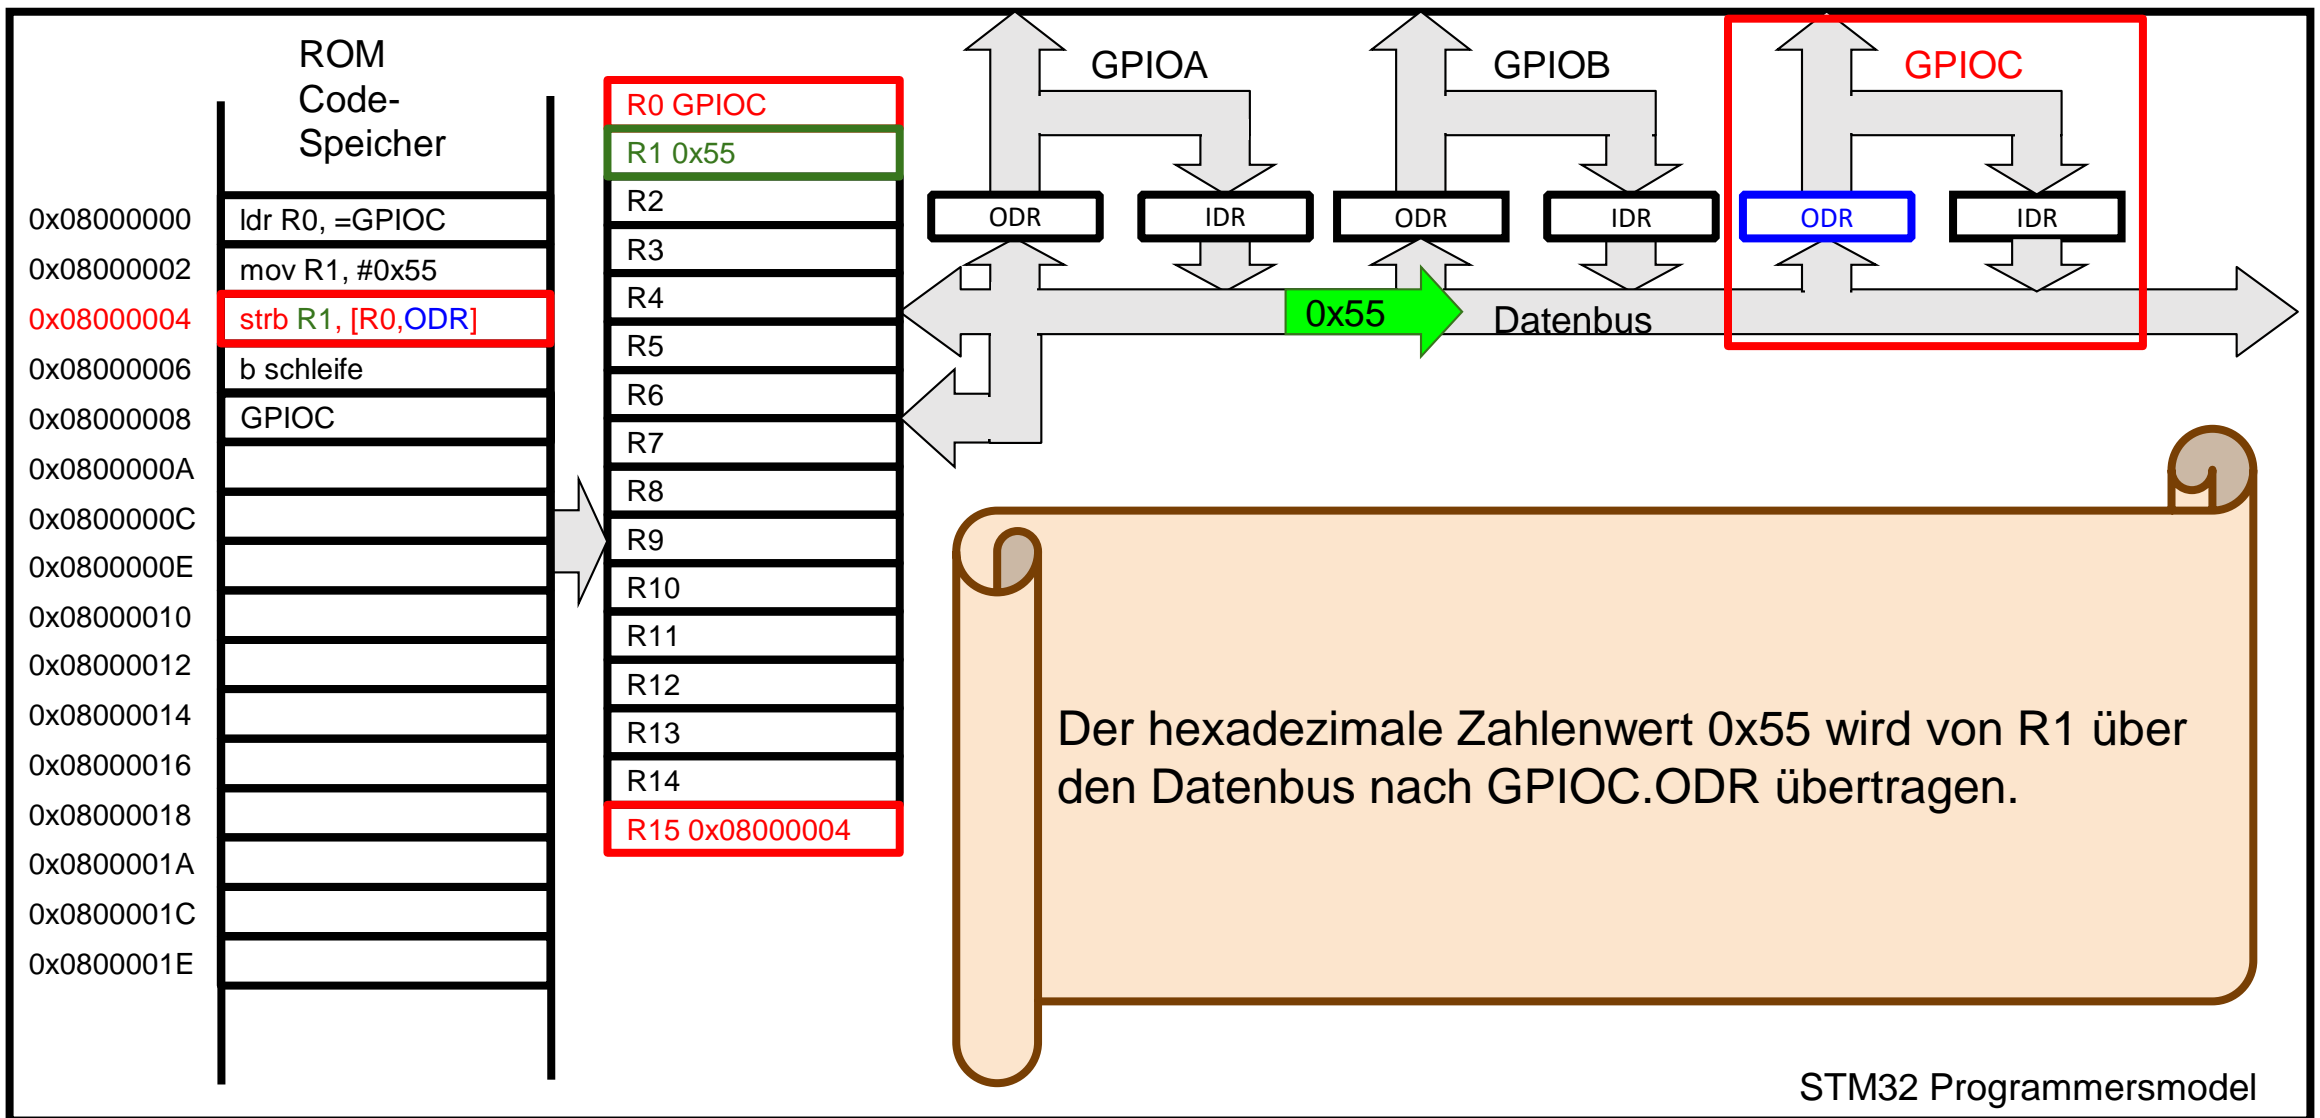 ROM
Code-
Speicher
0x08000000 ldr R0, =GPIOC
0x08000002 mov R1, #0x55
0x08000004 strb R1, [R0,ODR]
0x08000006 b schleife
0x08000008 GPIOC
0x0800000A
0x0800000C
0x0800000E
0x08000010
0x08000012
0x08000014
0x08000016
0x08000018
0x0800001A
0x0800001C
0x0800001E
R0 GPIOC
R1 0x55
R2
R3
R4
R5
R6
R7
R8
R9
R10
R11
R12
R13
R14
R15 0x08000004
GPIOA
GPIOB
GPIOC
ODR
IDR
ODR
IDR
ODR
IDR
0x55
Datenbus
Der hexadezimale Zahlenwert 0x55 wird von R1 über
den Datenbus nach GPIOC.ODR übertragen.
STM32 Programmersmodel